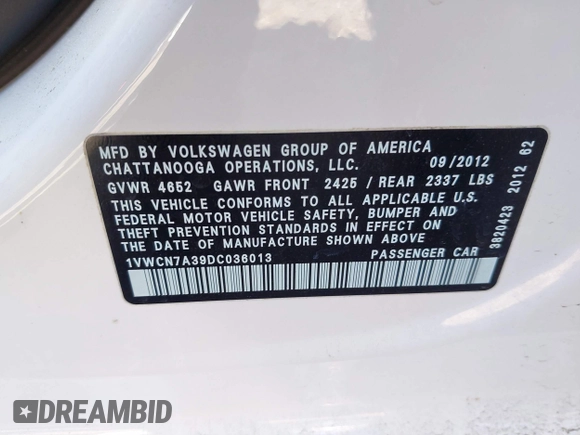 MFD BY VOLKSWAGEN GROUP OF AMERICA
CHATTANOOGA OPERATIONS, LLC. 09/2012
GVWR 4652 GAWR FRONT 2425 / REAR 2337 LBS
THIS VEHICLE CONFORMS TO ALL APPLICABLE U.S.
FEDERAL MOTOR VEHICLE SAFETY, BUMPER AND
THEFT PREVENTION STANDARDS IN EFFECT ON
THE DATE OF MANUFACTURE SHOWN ABOVE.
1VWCN7A39DC036013 PASSENGER CAR
3820423 2012 62
DREAMBID